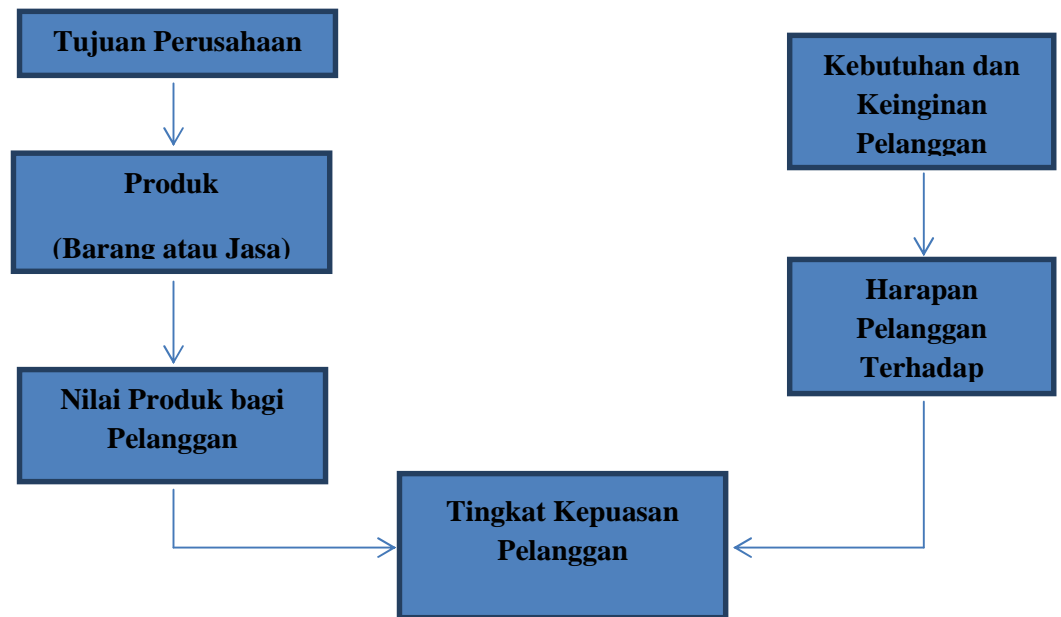 Tujuan Perusahaan
Produk
(Barang atau Jasa)
Nilai Produk bagi
Pelanggan
Kebutuhan dan
Keinginan
Pelanggan
Harapan
Pelanggan
Terhadap
Tingkat Kepuasan
Pelanggan